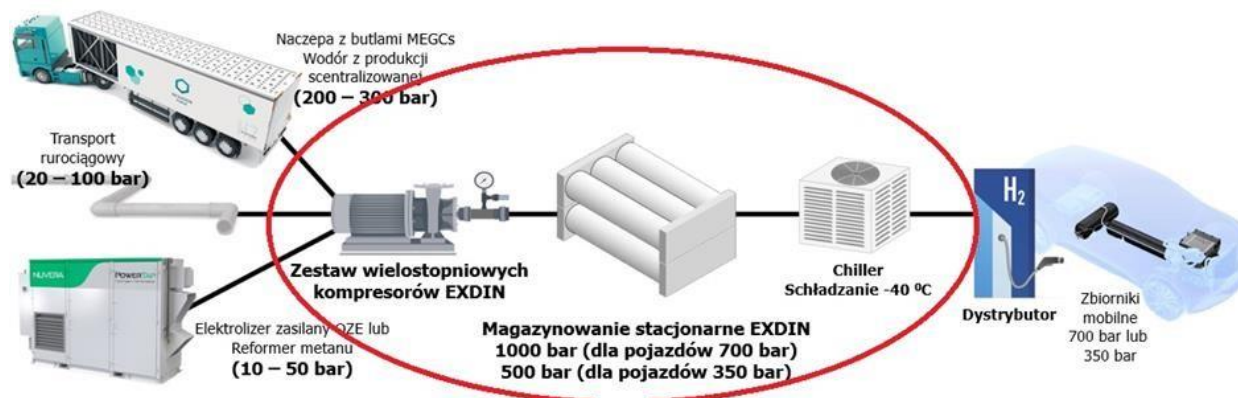 Naczepa z butlami MEGCs
Wodór z produkcji
scentralizowanej
(200 – 300 bar)
Transport
rurociągowy
(20 – 100 bar)
NUVERA
POWERTAP
Elektrolizer zasilany OZE lub
Reformer metanu
(10 – 50 bar)
Zestaw wielostopniowych
kompresorów EXDIN
Magazynowanie stacjonarne EXDIN
1000 bar (dla pojazdów 700 bar)
500 bar (dla pojazdów 350 bar)
Chiller
Schładzanie -40 ⁰C
H₂
Dystrybutor
Zbiorniki
mobilne
700 bar lub
350 bar